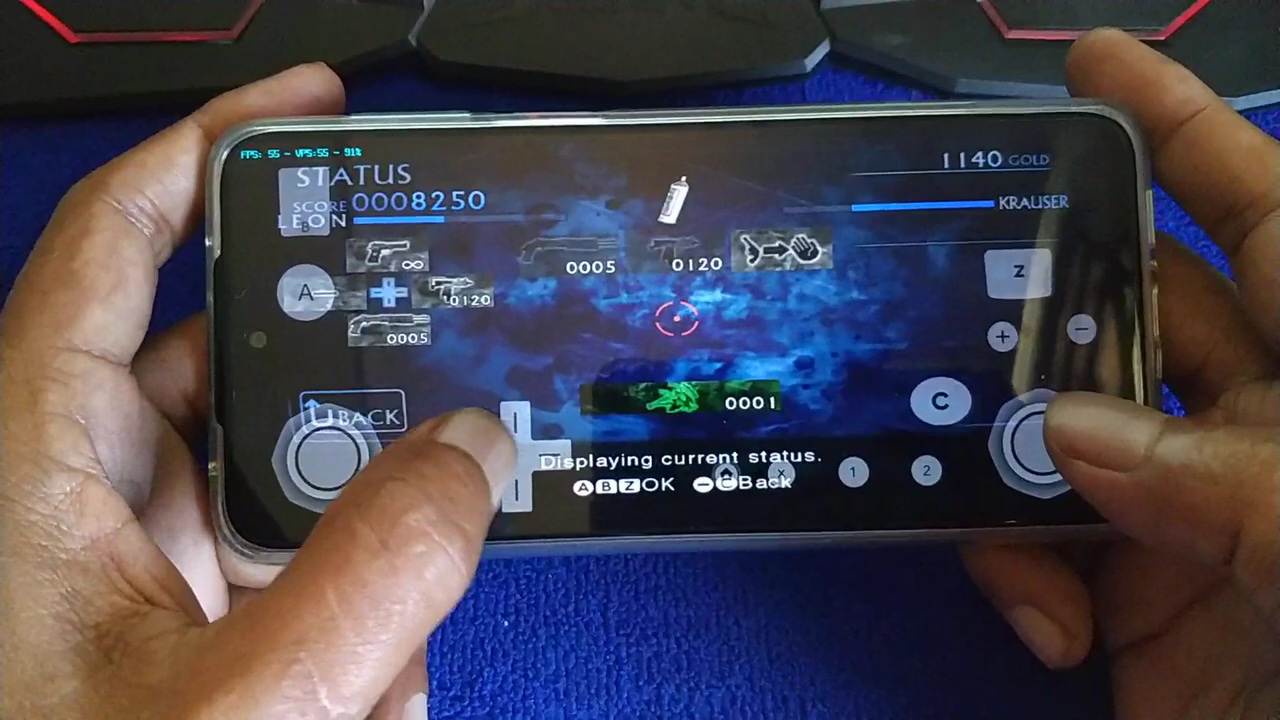 FPS: 55 - VPS:55 - 91%
STATUS
1140 GOLD
SCORE 0008250
LEON
B
KRAUSER
∞
0005
0120
A
0120
Z
0005
+
−
BACK
0001
C
Displaying current status.
X
1
2
A B Z OK − C Back